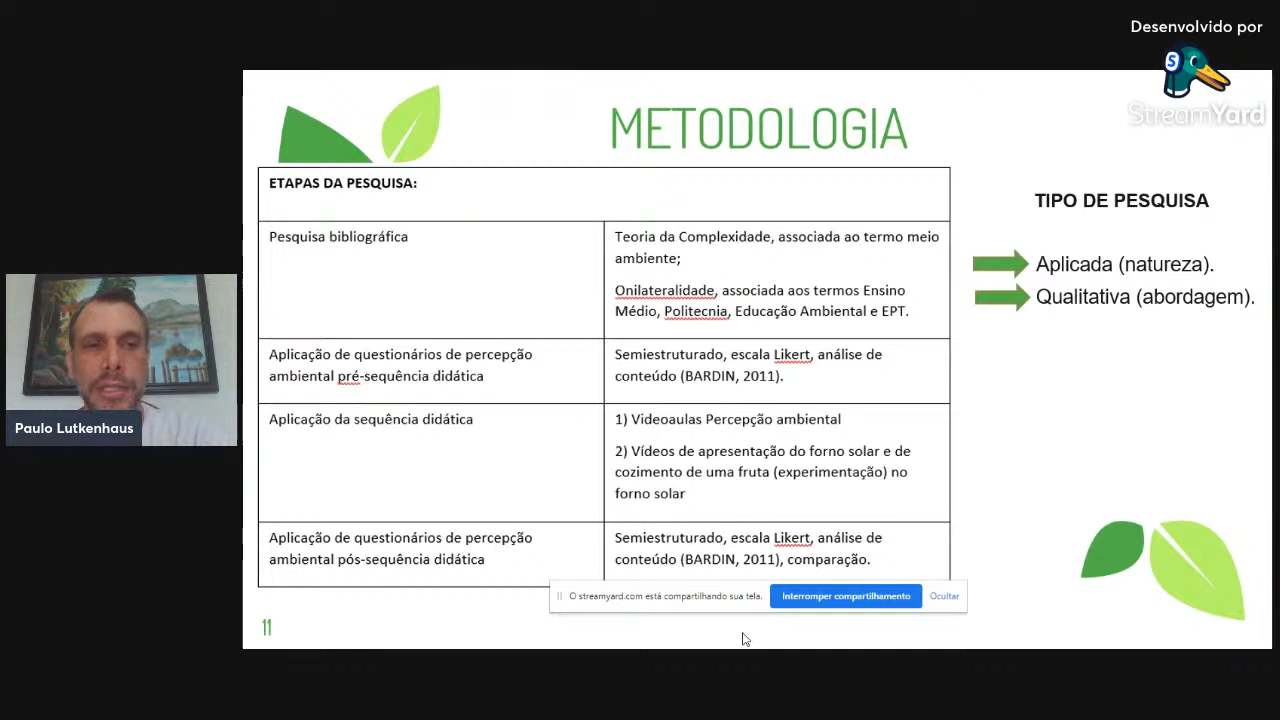 Desenvolvido por
StreamYard
METODOLOGIA
ETAPAS DA PESQUISA:
Pesquisa bibliográfica
Teoria da Complexidade, associada ao termo meio
ambiente;
Onilateralidade, associada aos termos Ensino
Médio, Politecnia, Educação Ambiental e EPT.
Aplicação de questionários de percepção
ambiental pré-sequência didática
Semiestruturado, escala Likert, análise de
conteúdo (BARDIN, 2011).
Aplicação da sequência didática
1) Videoaulas Percepção ambiental
2) Vídeos de apresentação do forno solar e de
cozimento de uma fruta (experimentação) no
forno solar
Aplicação de questionários de percepção
ambiental pós-sequência didática
Semiestruturado, escala Likert, análise de
conteúdo (BARDIN, 2011), comparação.
TIPO DE PESQUISA
Aplicada (natureza).
Qualitativa (abordagem).
Paulo Lutkenhaus
O streamyard.com está compartilhando sua tela.
Interromper compartilhamento
Ocultar
11